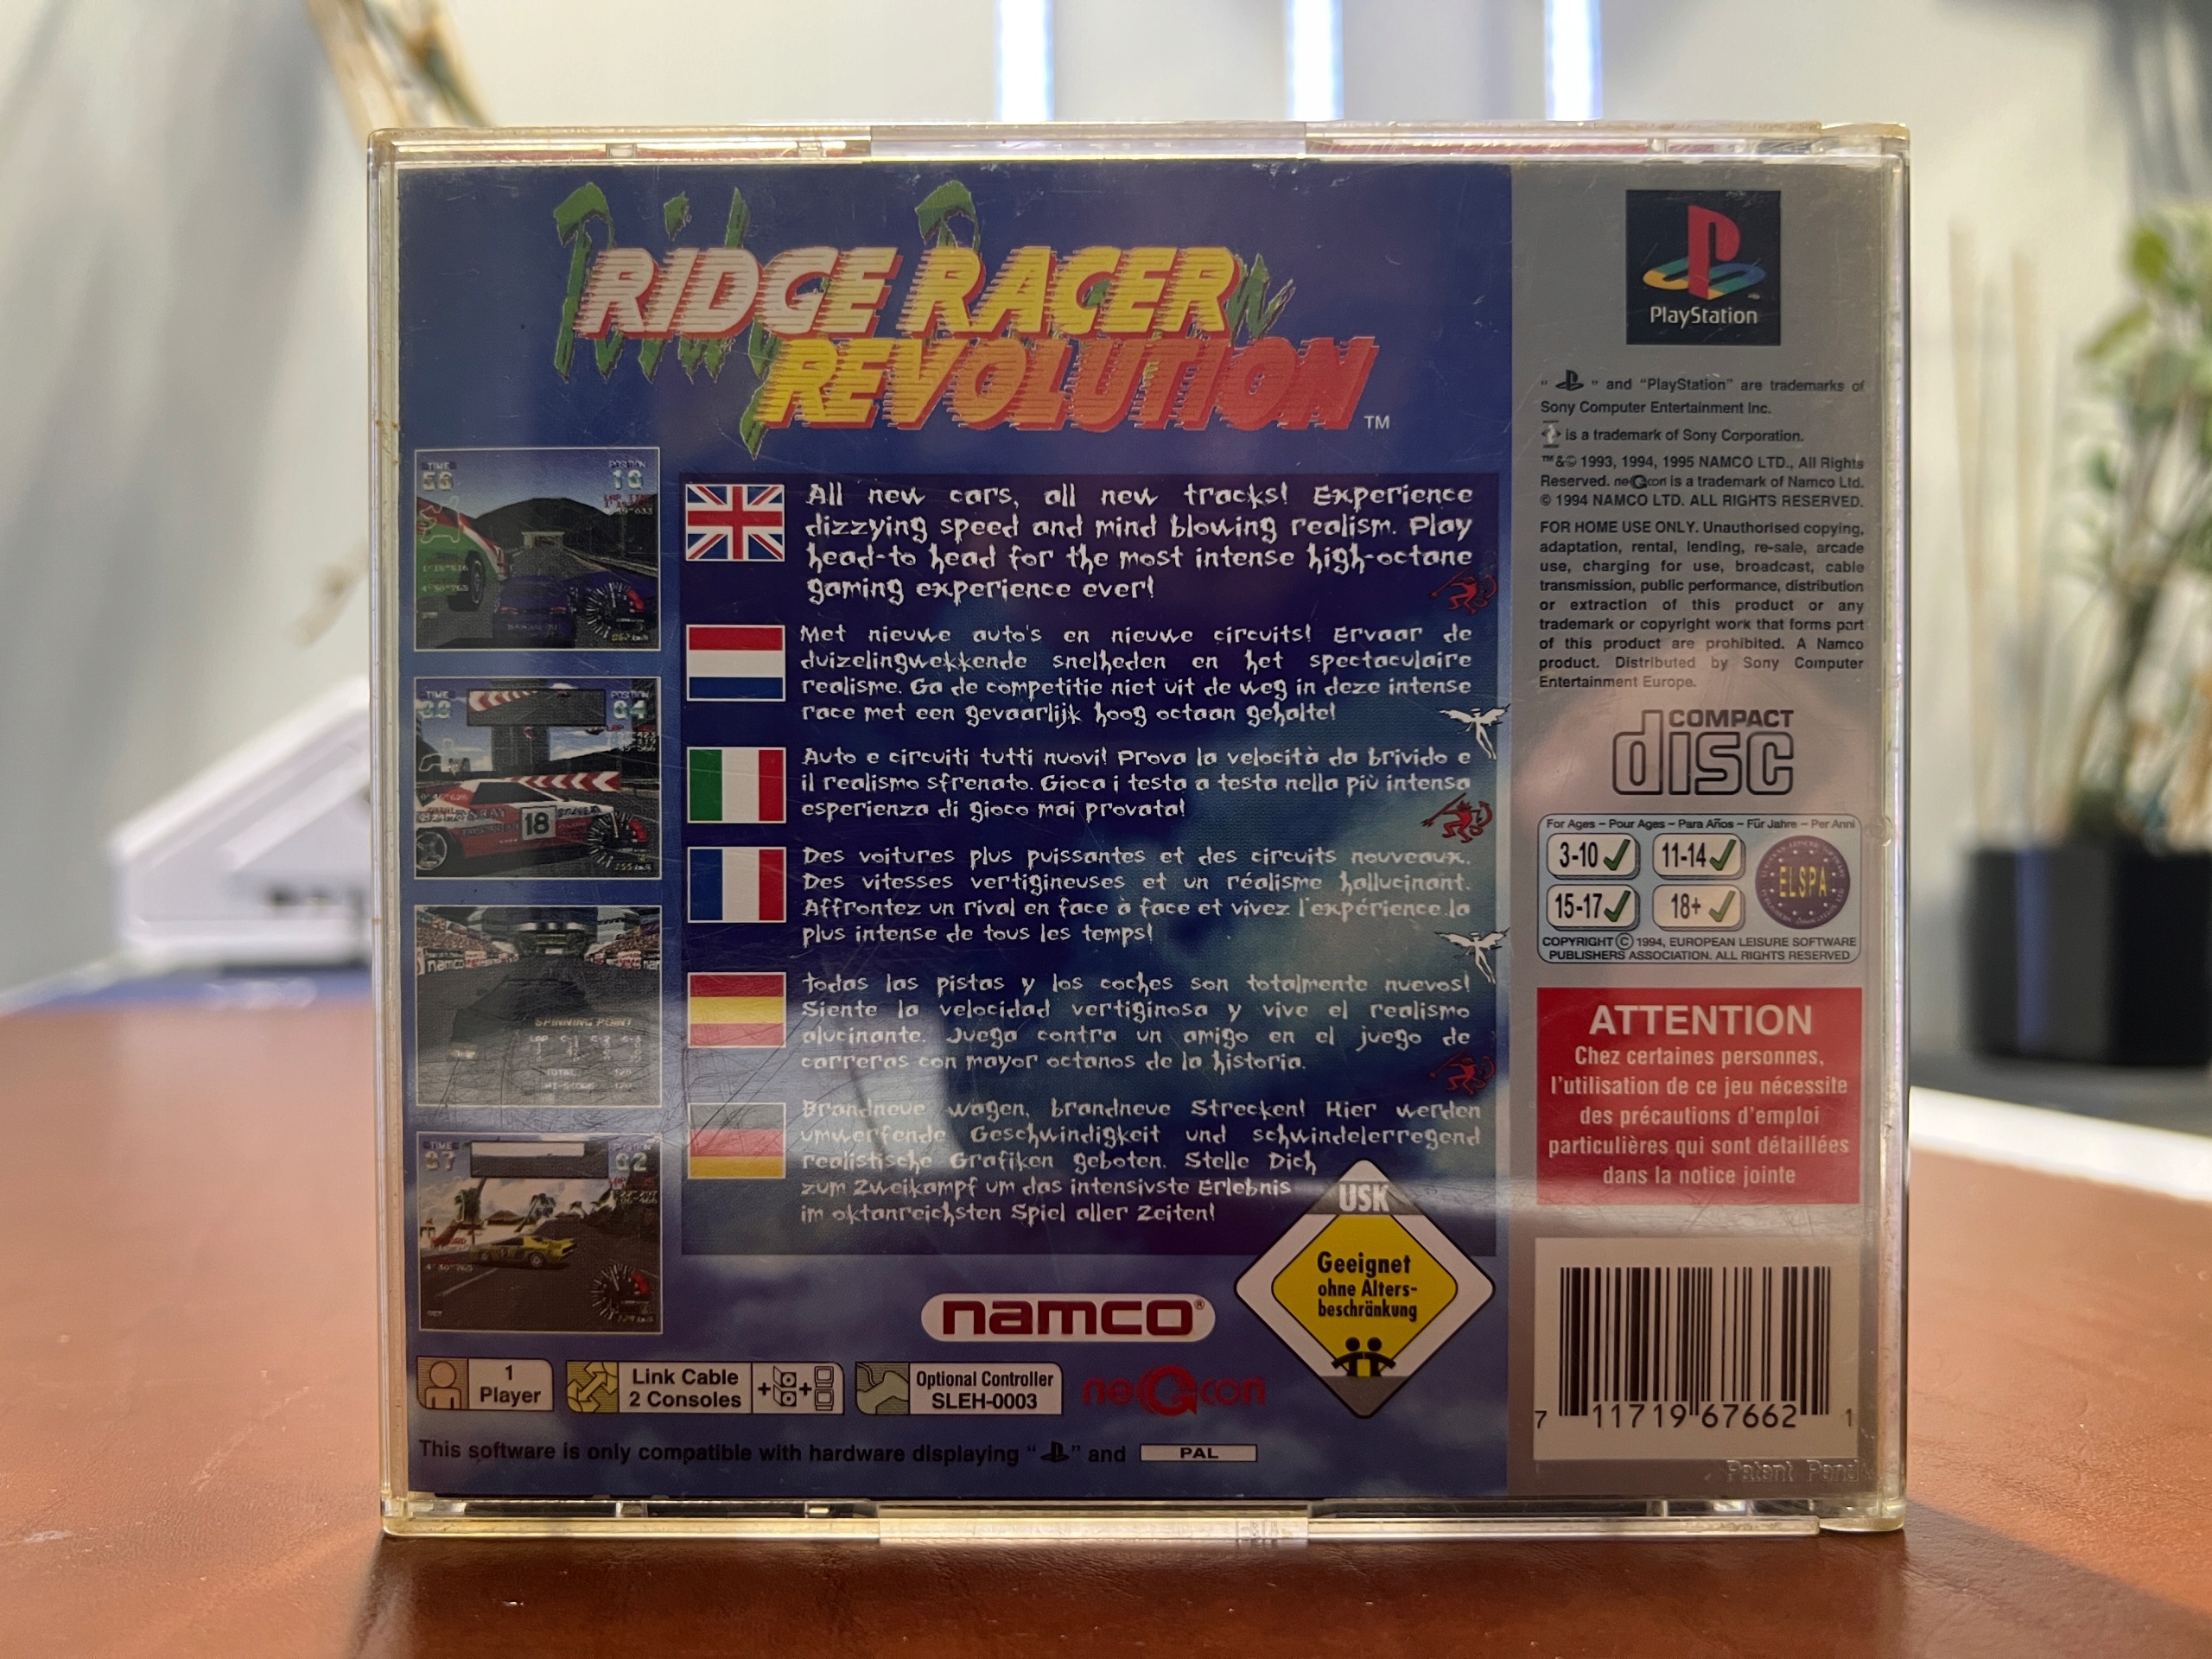 RIDGE RACER
REVOLUTION™
All new cars, all new tracks! Experience
dizzying speed and mind blowing realism. Play
head-to head for the most intense high-octane
gaming experience ever!
Met nieuwe auto's en nieuwe circuits! Ervaar de
duizelingwekkende snelheden en het spectaculaire
realisme. Ga de competitie niet uit de weg in deze intense
race met een gevaarlijk hoog octaan gehalte!
Auto e circuiti tutti nuovi! Prova la velocità da brivido e
il realismo sfrenato. Gioca i testa a testa nella più intensa
esperienza di gioco mai provata!
Des voitures plus puissantes et des circuits nouveaux.
Des vitesses vertigineuses et un réalisme hallucinant.
Affrontez un rival en face à face et vivez l'expérience la
plus intense de tous les temps!
Todas las pistas y los coches son totalmente nuevos!
Siente la velocidad vertiginosa y vive el realismo
alucinante. Juega contra un amigo en el juego de
carreras con mayor octanos de la historia.
Brandneue Wagen, brandneue Strecken! Hier werden
umwerfende Geschwindigkeit und schwindelerregend
realistische Grafiken geboten. Stelle Dich
zum Zweikampf um das intensivste Erlebnis
im oktanreichsten Spiel aller Zeiten!
TIME
POSITION
TIME
POSITION
18
namco
SPINNING POINT
TIME
POSITION
namco®
USK
Geeignet
ohne Alters-
beschränkung
1
Player
Link Cable
2 Consoles
Optional Controller
SLEH-0003
neGcon
This software is only compatible with hardware displaying " " and PAL
PlayStation
" " and "PlayStation" are trademarks of
Sony Computer Entertainment Inc.
is a trademark of Sony Corporation.
™&© 1993, 1994, 1995 NAMCO LTD., All Rights
Reserved. neGcon is a trademark of Namco Ltd.
© 1994 NAMCO LTD. ALL RIGHTS RESERVED.
FOR HOME USE ONLY. Unauthorised copying,
adaptation, rental, lending, re-sale, arcade
use, charging for use, broadcast, cable
transmission, public performance, distribution
or extraction of this product or any
trademark or copyright work that forms part
of this product are prohibited. A Namco
product. Distributed by Sony Computer
Entertainment Europe.
COMPACT
disc
For Ages – Pour Ages – Para Años – Für Jahre – Per Anni
3-10 11-14
15-17 18+
ELSPA
COPYRIGHT © 1994, EUROPEAN LEISURE SOFTWARE
PUBLISHERS ASSOCIATION. ALL RIGHTS RESERVED
ATTENTION
Chez certaines personnes,
l'utilisation de ce jeu nécessite
des précautions d'emploi
particulières qui sont détaillées
dans la notice jointe
7 11719 67662 1
Patent Pend